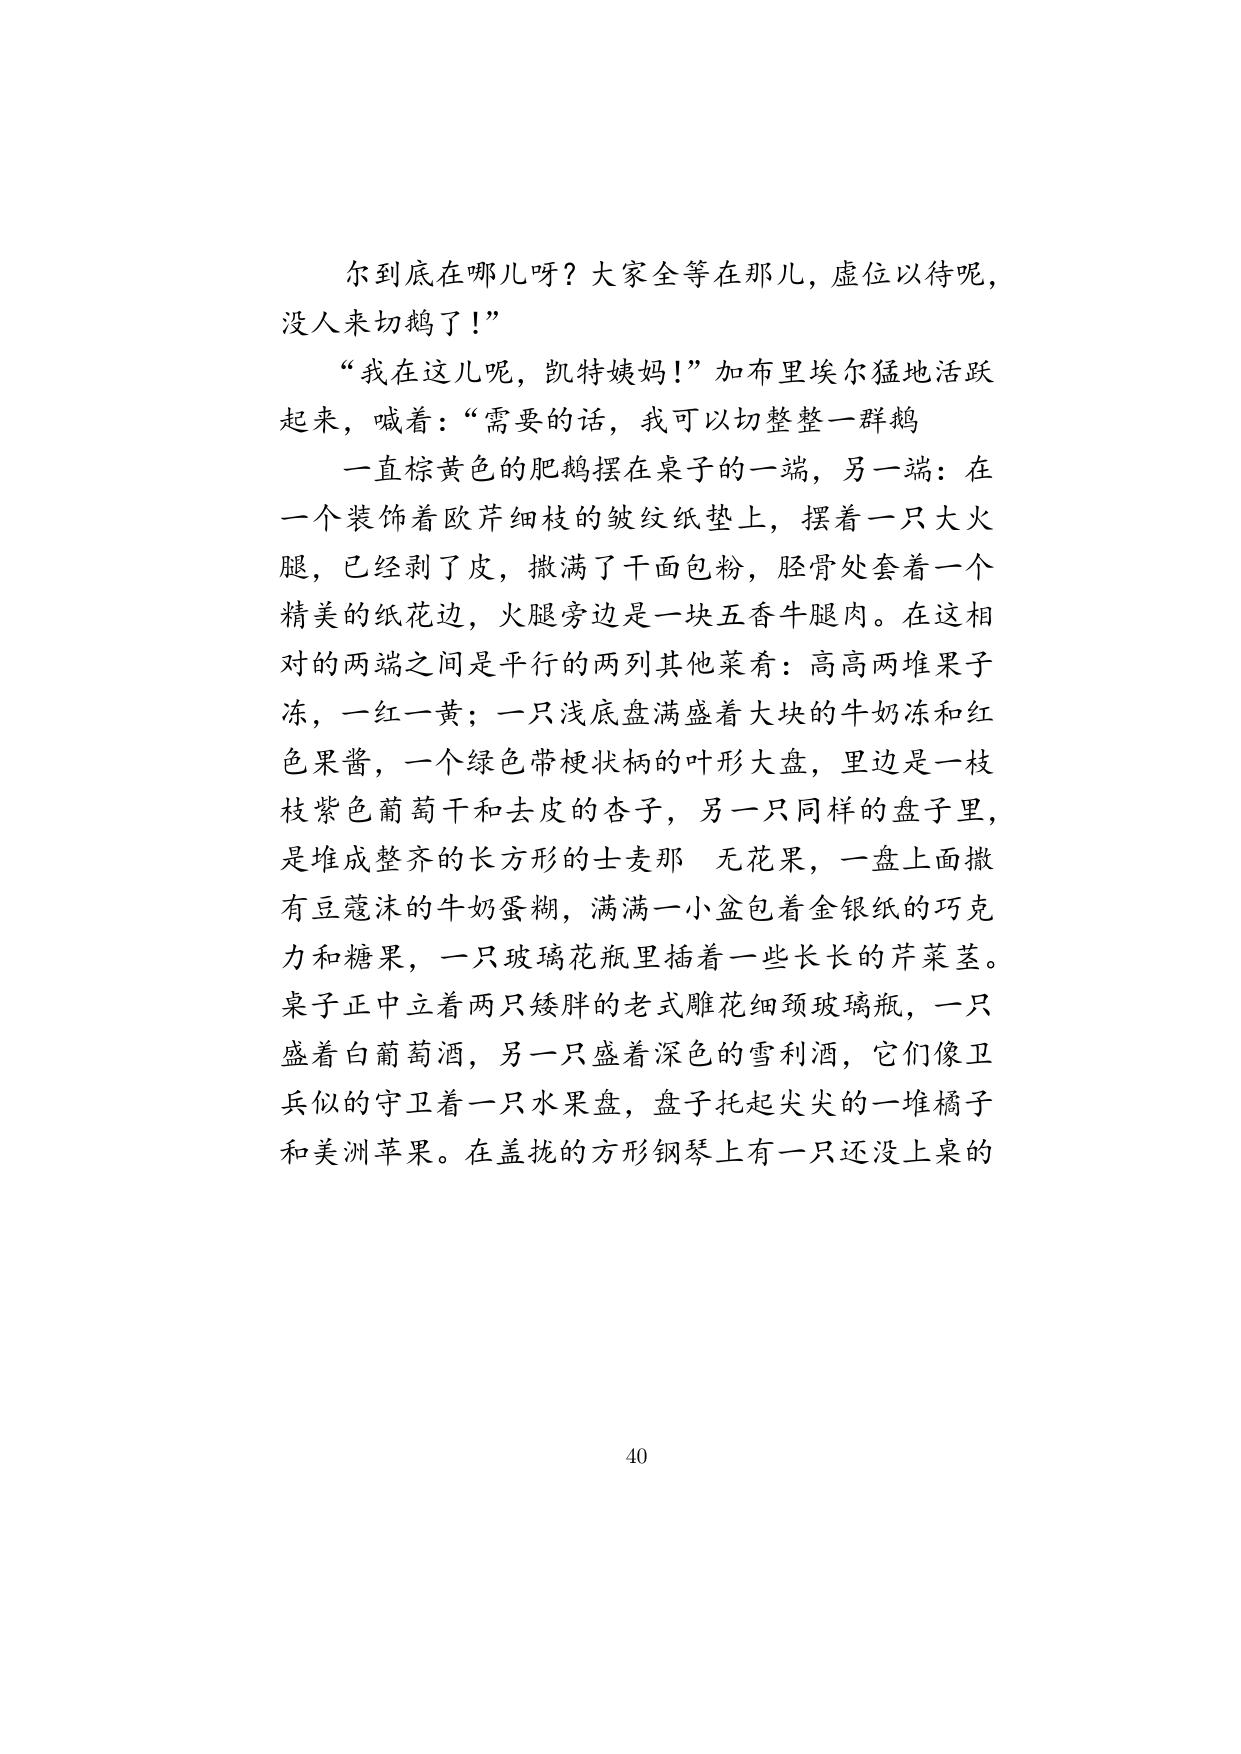 尔到底在哪儿呀？大家全等在那儿，虚位以待呢，
没人来切鹅了！”
“我在这儿呢，凯特姨妈！”加布里埃尔猛地活跃
起来，喊着：“需要的话，我可以切整整一群鹅
一直棕黄色的肥鹅摆在桌子的一端，另一端：在
一个装饰着欧芹细枝的皱纹纸垫上，摆着一只大火
腿，已经剥了皮，撒满了干面包粉，胫骨处套着一个
精美的纸花边，火腿旁边是一块五香牛腿肉。在这相
对的两端之间是平行的两列其他菜肴：高高两堆果子
冻，一红一黄；一只浅底盘满盛着大块的牛奶冻和红
色果酱，一个绿色带梗状柄的叶形大盘，里边是一枝
枝紫色葡萄干和去皮的杏子，另一只同样的盘子里，
是堆成整齐的长方形的士麦那　无花果，一盘上面撒
有豆蔻沫的牛奶蛋糊，满满一小盆包着金银纸的巧克
力和糖果，一只玻璃花瓶里插着一些长长的芹菜茎。
桌子正中立着两只矮胖的老式雕花细颈玻璃瓶，一只
盛着白葡萄酒，另一只盛着深色的雪利酒，它们像卫
兵似的守卫着一只水果盘，盘子托起尖尖的一堆橘子
和美洲苹果。在盖拢的方形钢琴上有一只还没上桌的
40